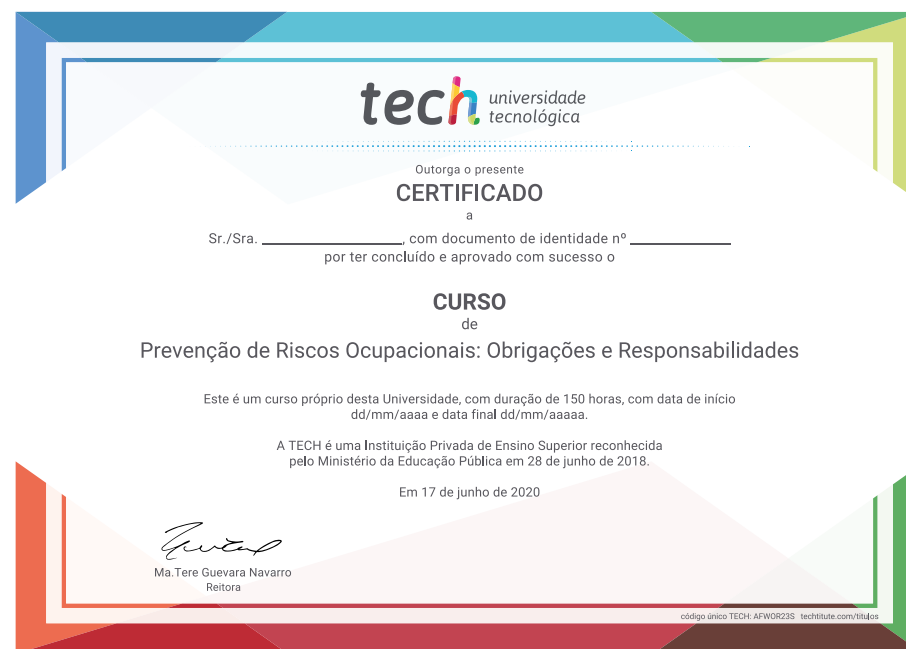 tech universidade
tecnológica
Outorga o presente
CERTIFICADO
a
Sr./Sra. ____________, com documento de identidade nº ____________
por ter concluído e aprovado com sucesso o
CURSO
de
Prevenção de Riscos Ocupacionais: Obrigações e Responsabilidades
Este é um curso próprio desta Universidade, com duração de 150 horas, com data de início
dd/mm/aaaa e data final dd/mm/aaaaa.
A TECH é uma Instituição Privada de Ensino Superior reconhecida
pelo Ministério da Educação Pública em 28 de junho de 2018.
Em 17 de junho de 2020
Ma.Tere Guevara Navarro
Reitora
código único TECH: AFWOR23S techtitute.com/titulos